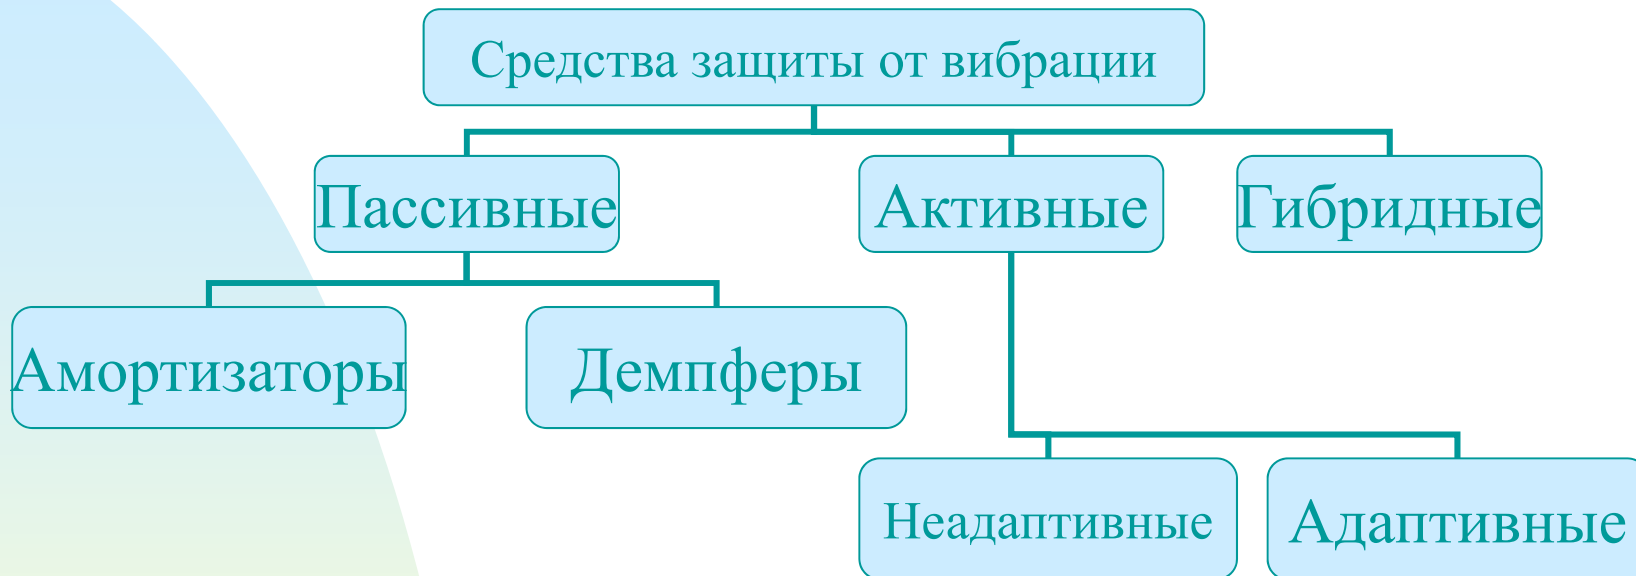 Средства защиты от вибрации
Пассивные
Активные
Гибридные
Амортизаторы
Демпферы
Неадаптивные
Адаптивные